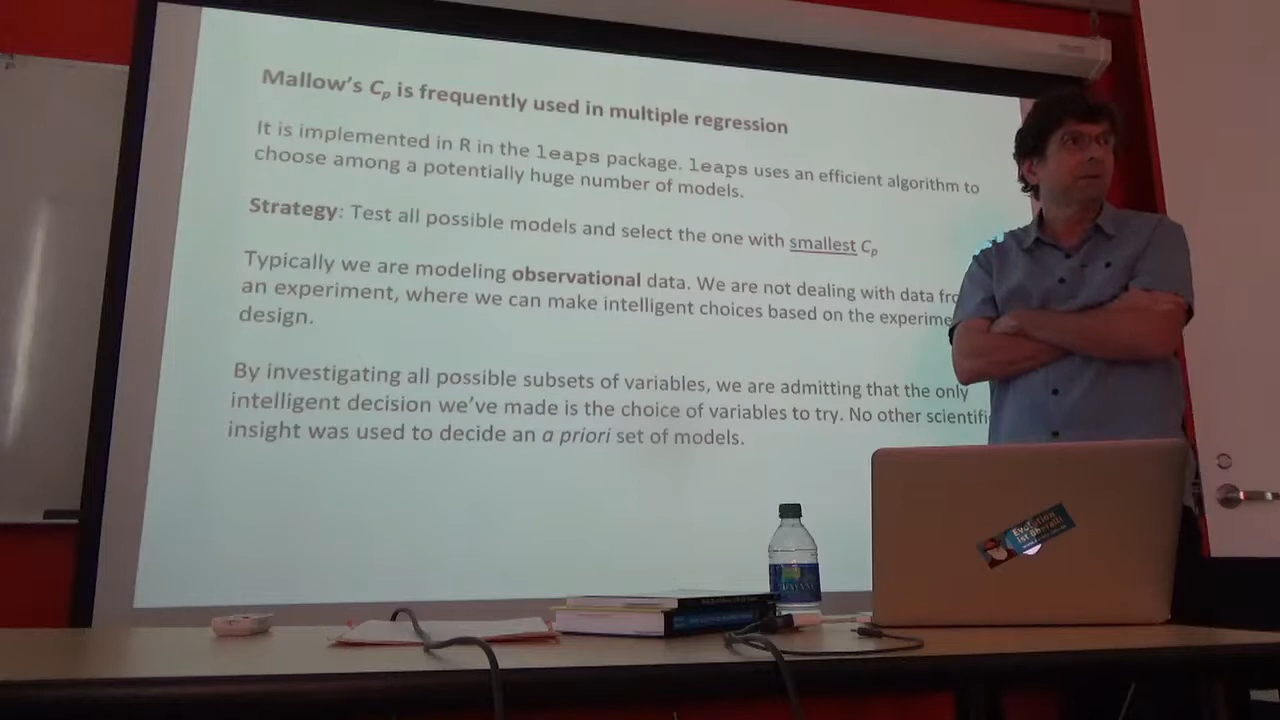 Mallow's Cp is frequently used in multiple regression
It is implemented in R in the leaps package. leaps uses an efficient algorithm to
choose among a potentially huge number of models.
Strategy: Test all possible models and select the one with smallest Cp
Typically we are modeling observational data. We are not dealing with data fro
an experiment, where we can make intelligent choices based on the experime
design.
By investigating all possible subsets of variables, we are admitting that the only
intelligent decision we've made is the choice of variables to try. No other scientifi
insight was used to decide an a priori set of models.
Evolution
ist überall!